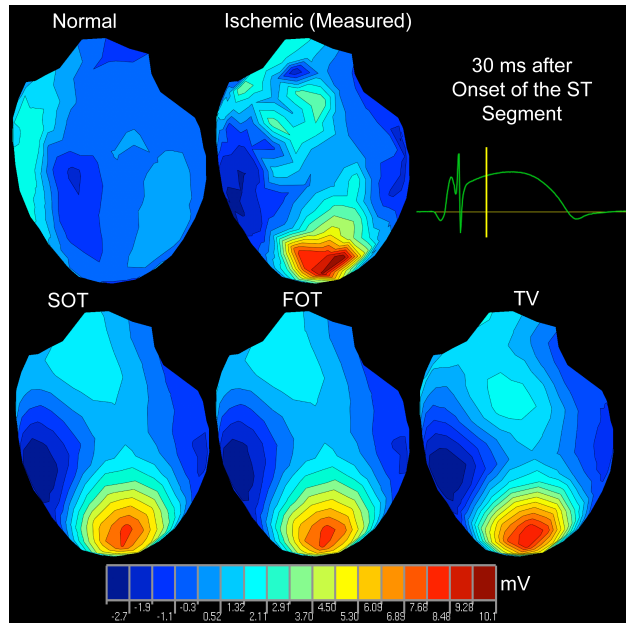 Normal
Ischemic (Measured)
30 ms after
Onset of the ST
Segment
SOT
FOT
TV
mV
-2.7
-1.9
-1.1
-0.3
0.52
1.32
2.11
2.91
3.70
4.50
5.30
6.09
6.89
7.68
8.48
9.28
10.1